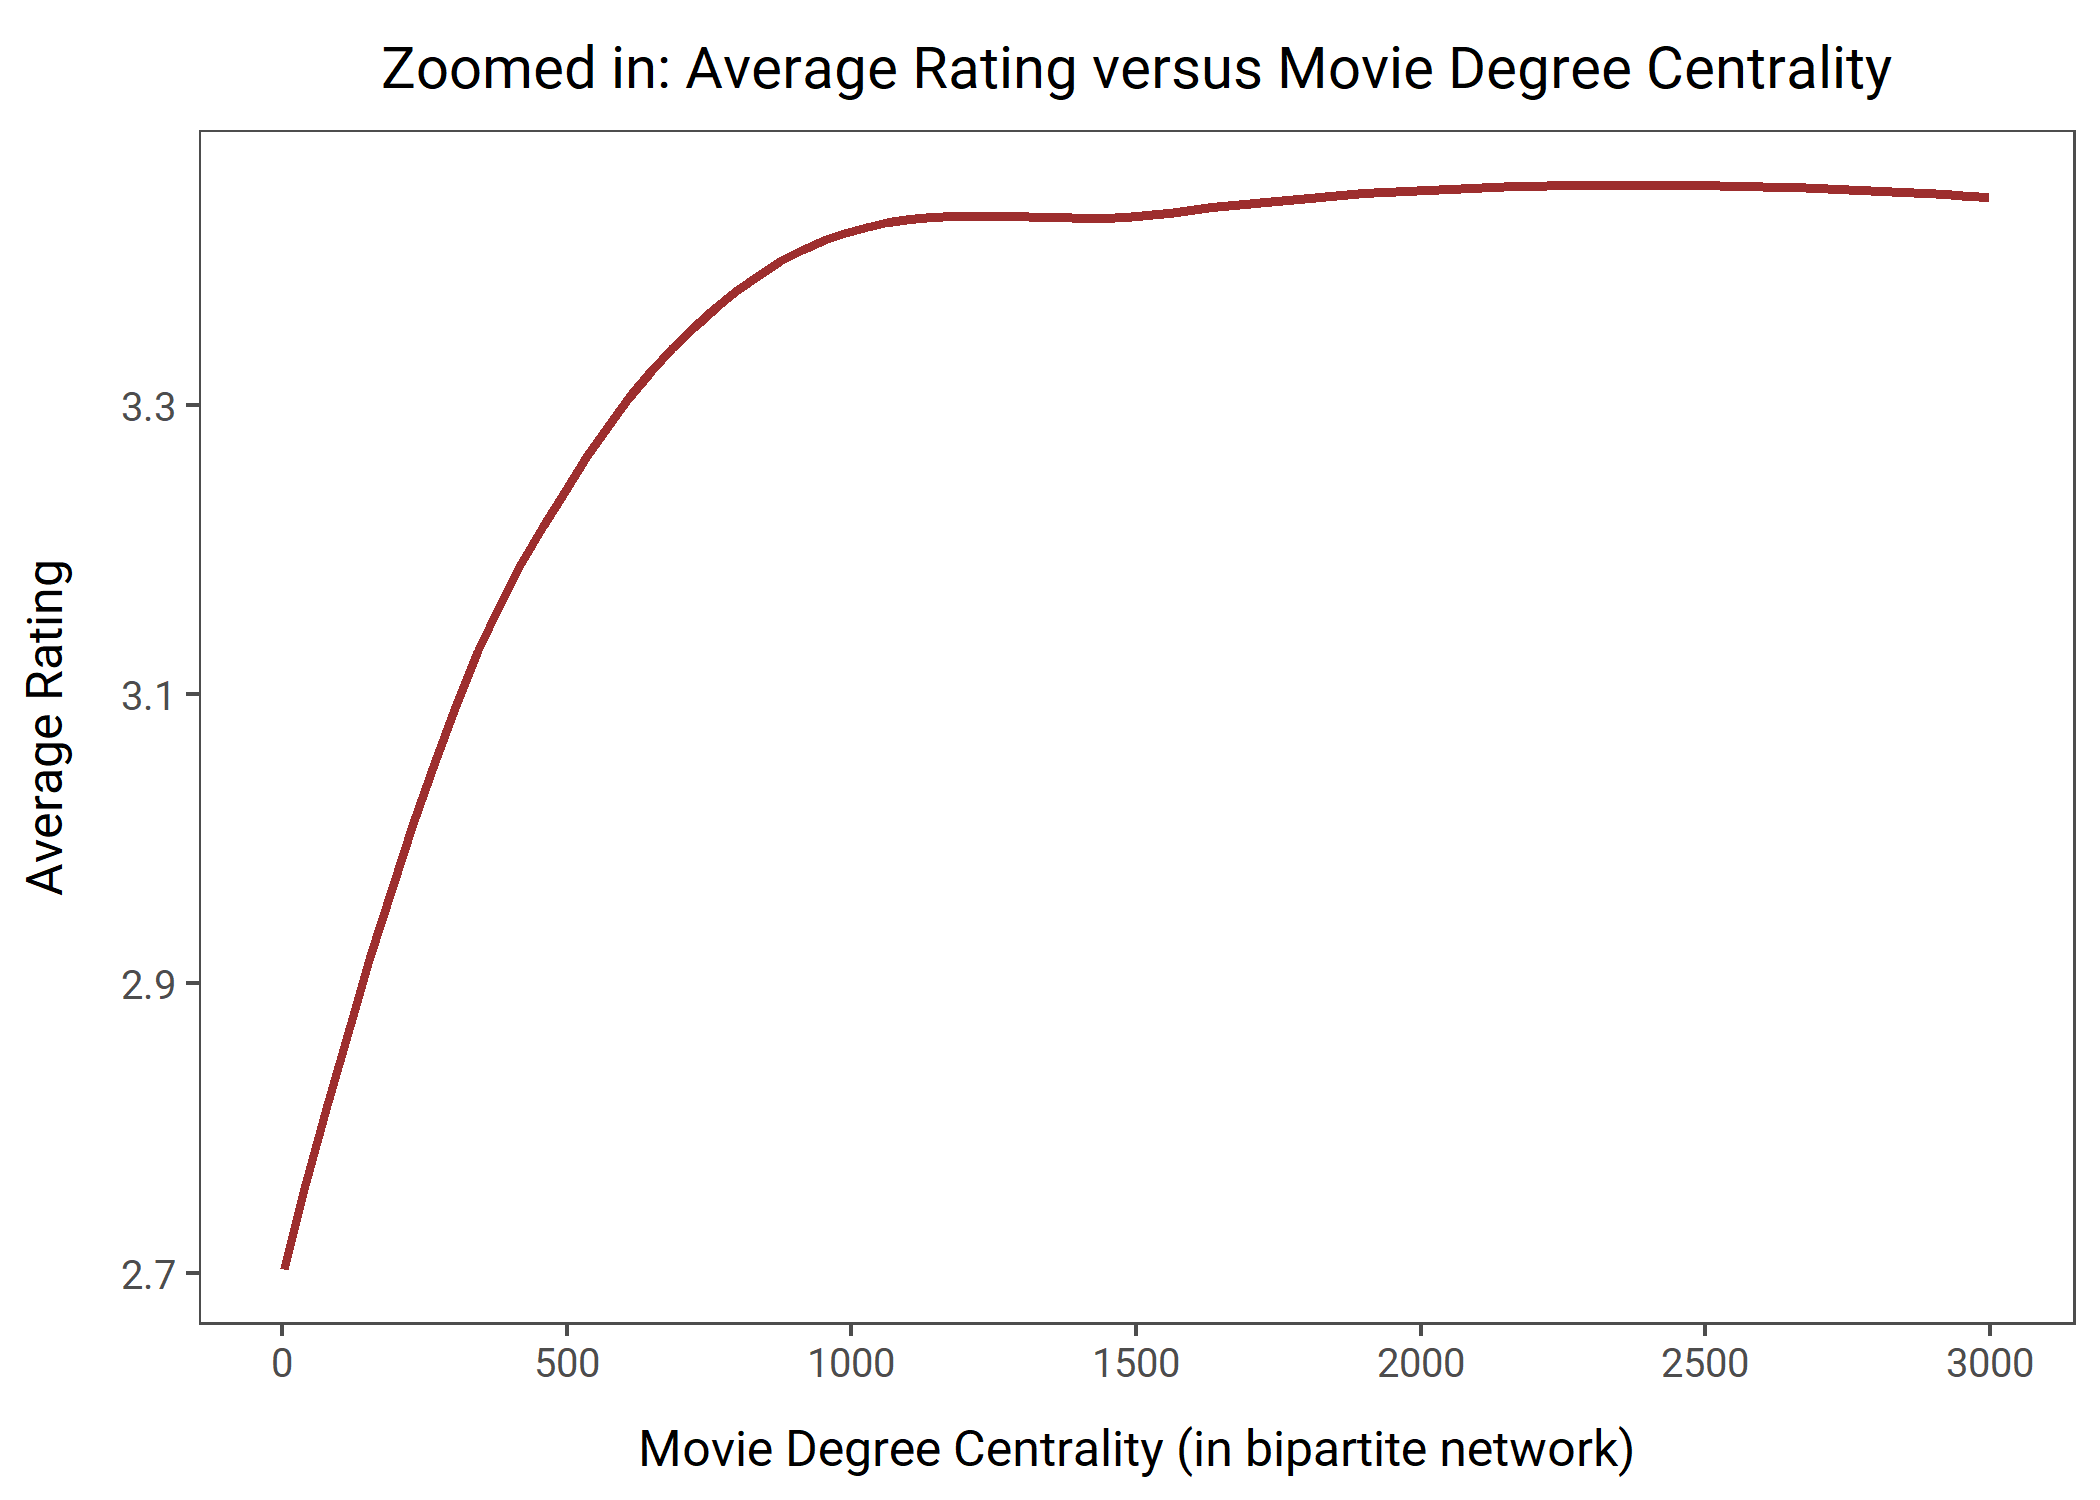 Zoomed in: Average Rating versus Movie Degree Centrality
Average Rating
3.3
3.1
2.9
2.7
0 500 1000 1500 2000 2500 3000
Movie Degree Centrality (in bipartite network)